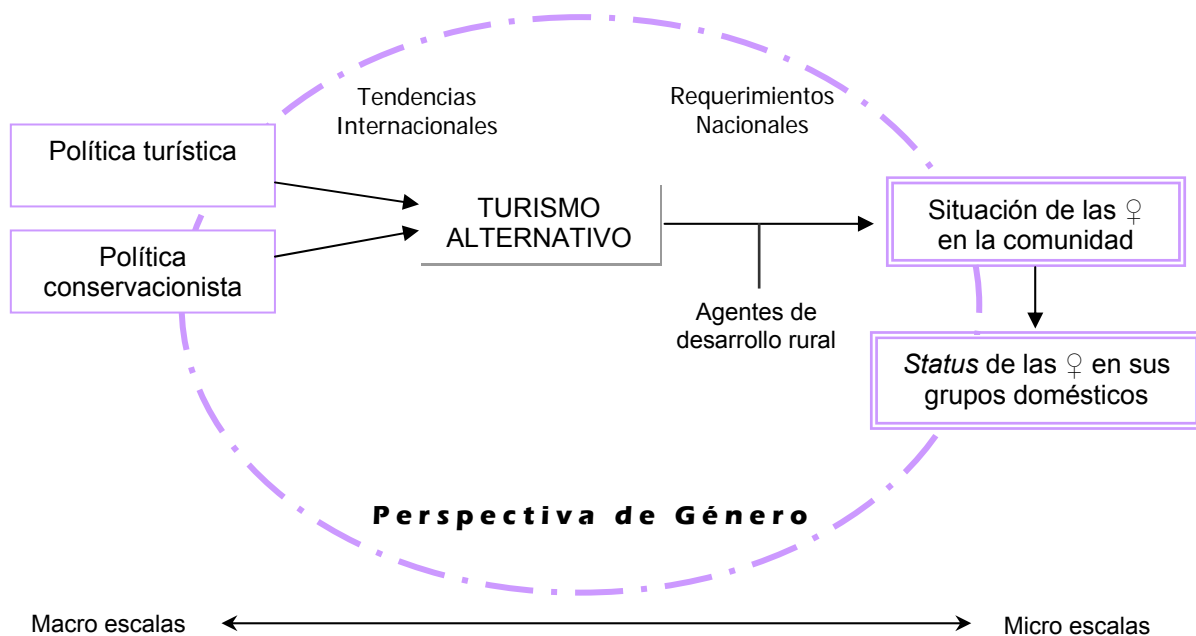 Tendencias
Internacionales
Requerimientos
Nacionales
Política turística
Política
conservacionista
TURISMO
ALTERNATIVO
Situación de las ♀
en la comunidad
Agentes de
desarrollo rural
Status de las ♀ en sus
grupos domésticos
Perspectiva de Género
Macro escalas
Micro escalas